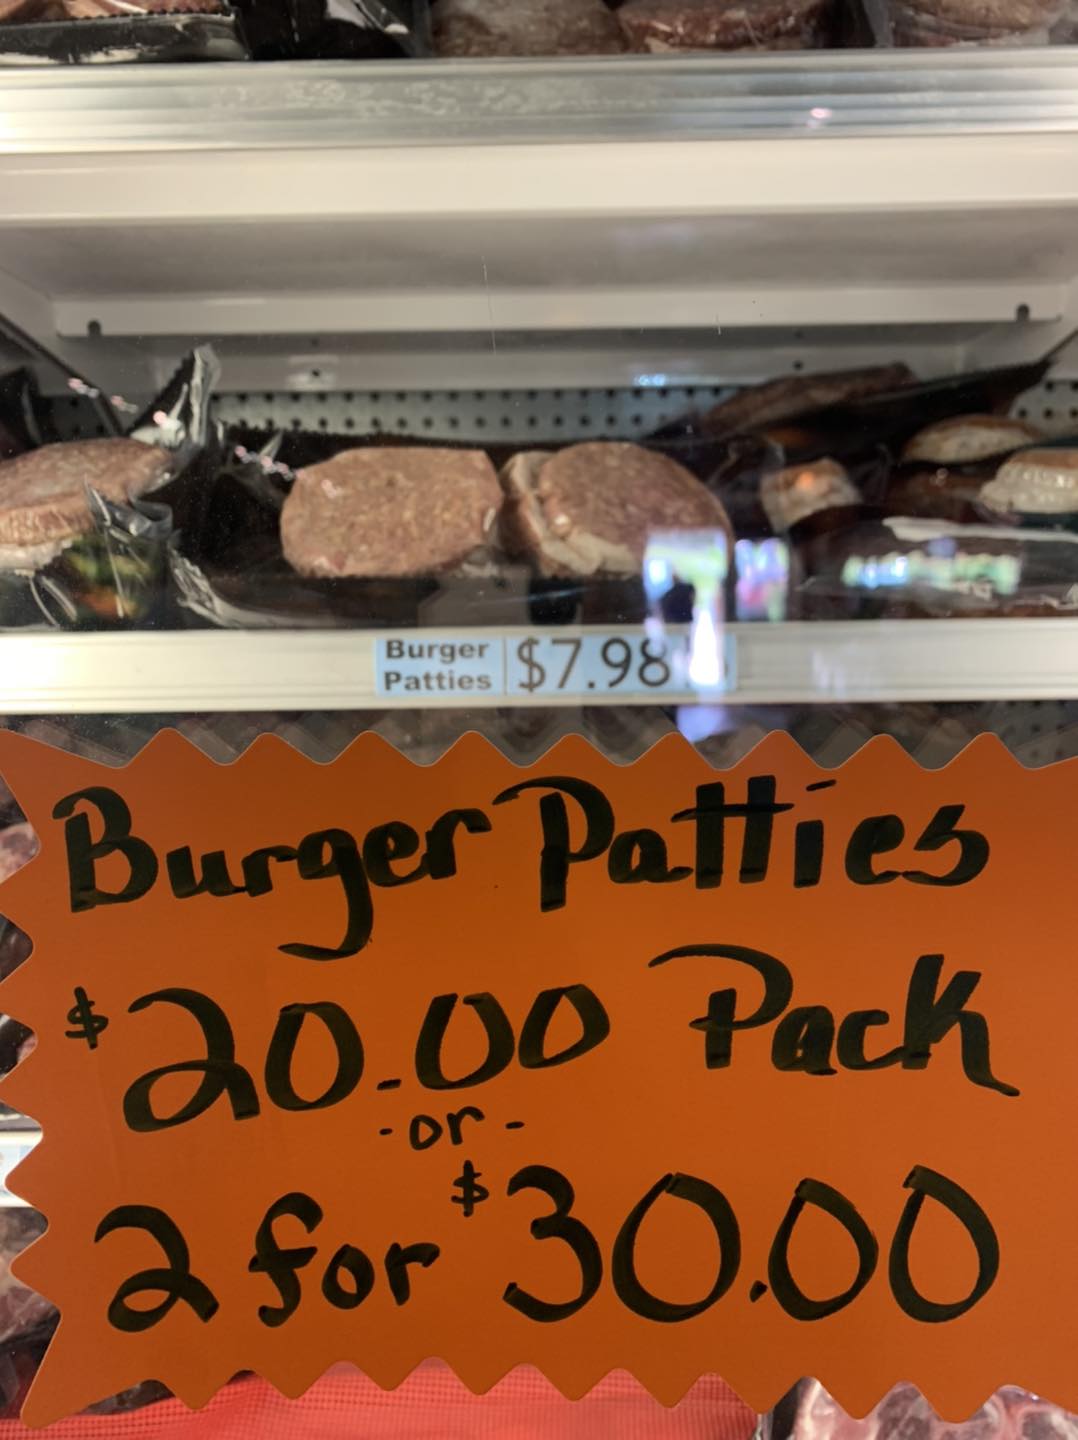 Burger $7.98
Patties
Burger Patties
$20.00 Pack
-or-
2 for $30.00